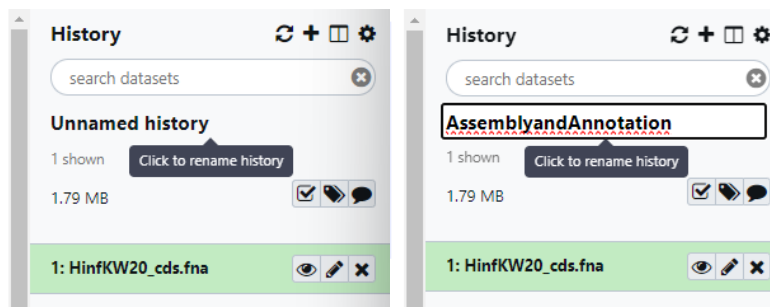 History
search datasets
Unnamed history
1 shown
Click to rename history
1.79 MB
1: HinfKW20_cds.fna
History
search datasets
AssemblyandAnnotation
1 shown
Click to rename history
1.79 MB
1: HinfKW20_cds.fna